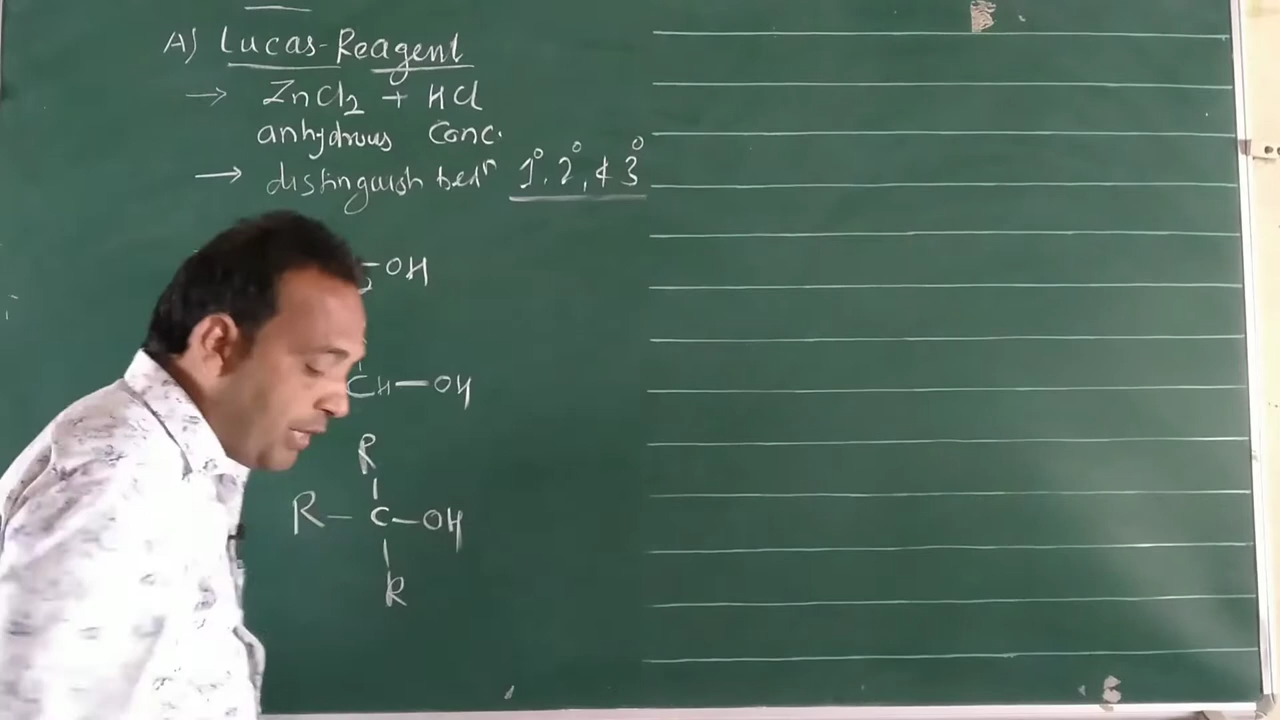 A) Lucas-Reagent
→ ZnCl₂ + HCl
anhydrous Conc.
→ distinguish betⁿ 1°, 2°, & 3°
-OH
CH—OH
R
R— C—OH
R